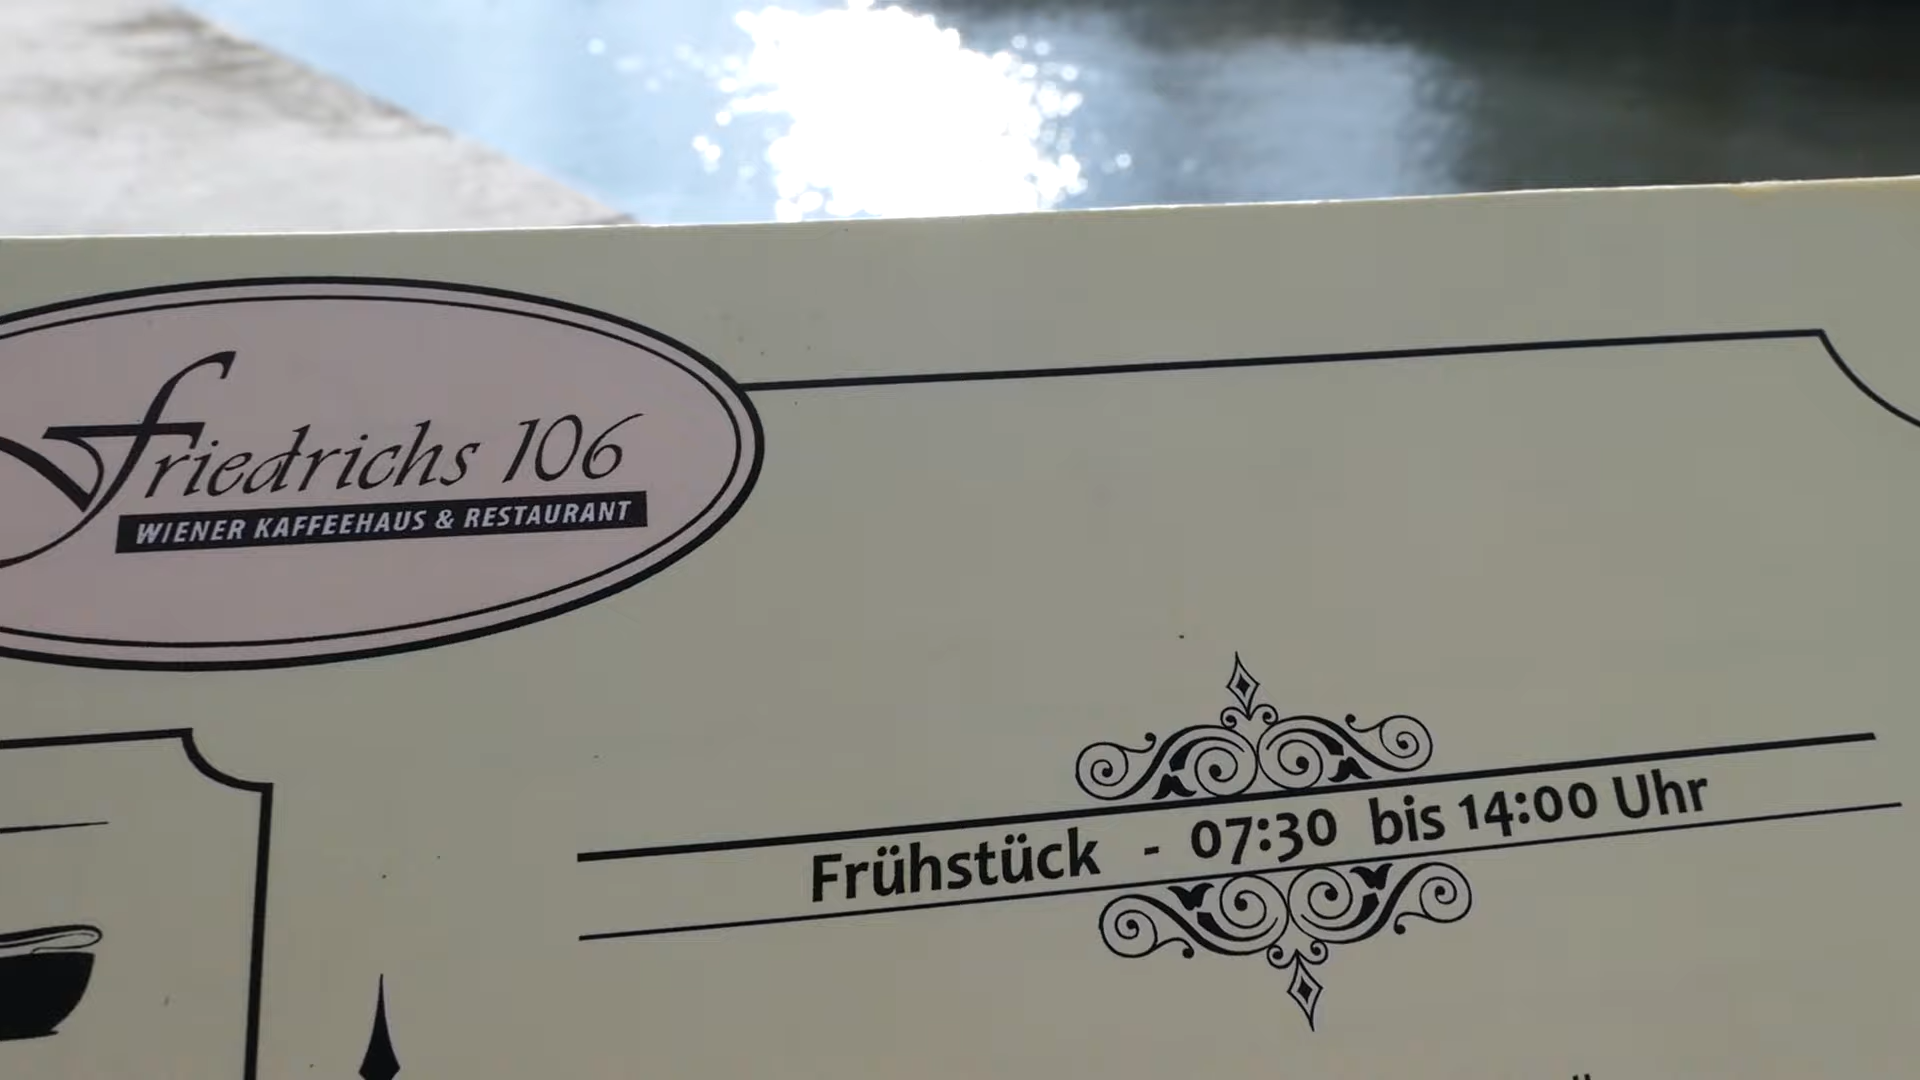 Friedrichs 106
WIENER KAFFEEHAUS & RESTAURANT
Frühstück - 07:30 bis 14:00 Uhr